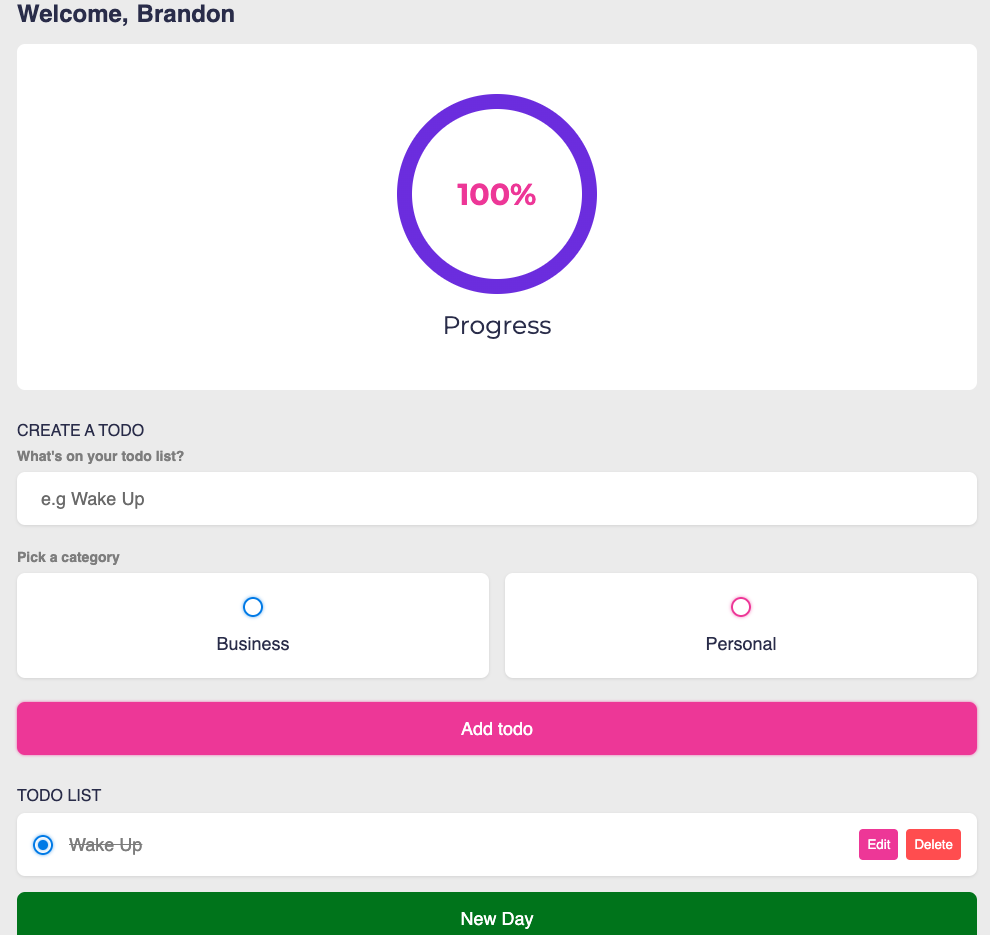 Welcome, Brandon
100%
Progress
CREATE A TODO
What's on your todo list?
e.g Wake Up
Pick a category
Business
Personal
Add todo
TODO LIST
Wake Up
Edit
Delete
New Day